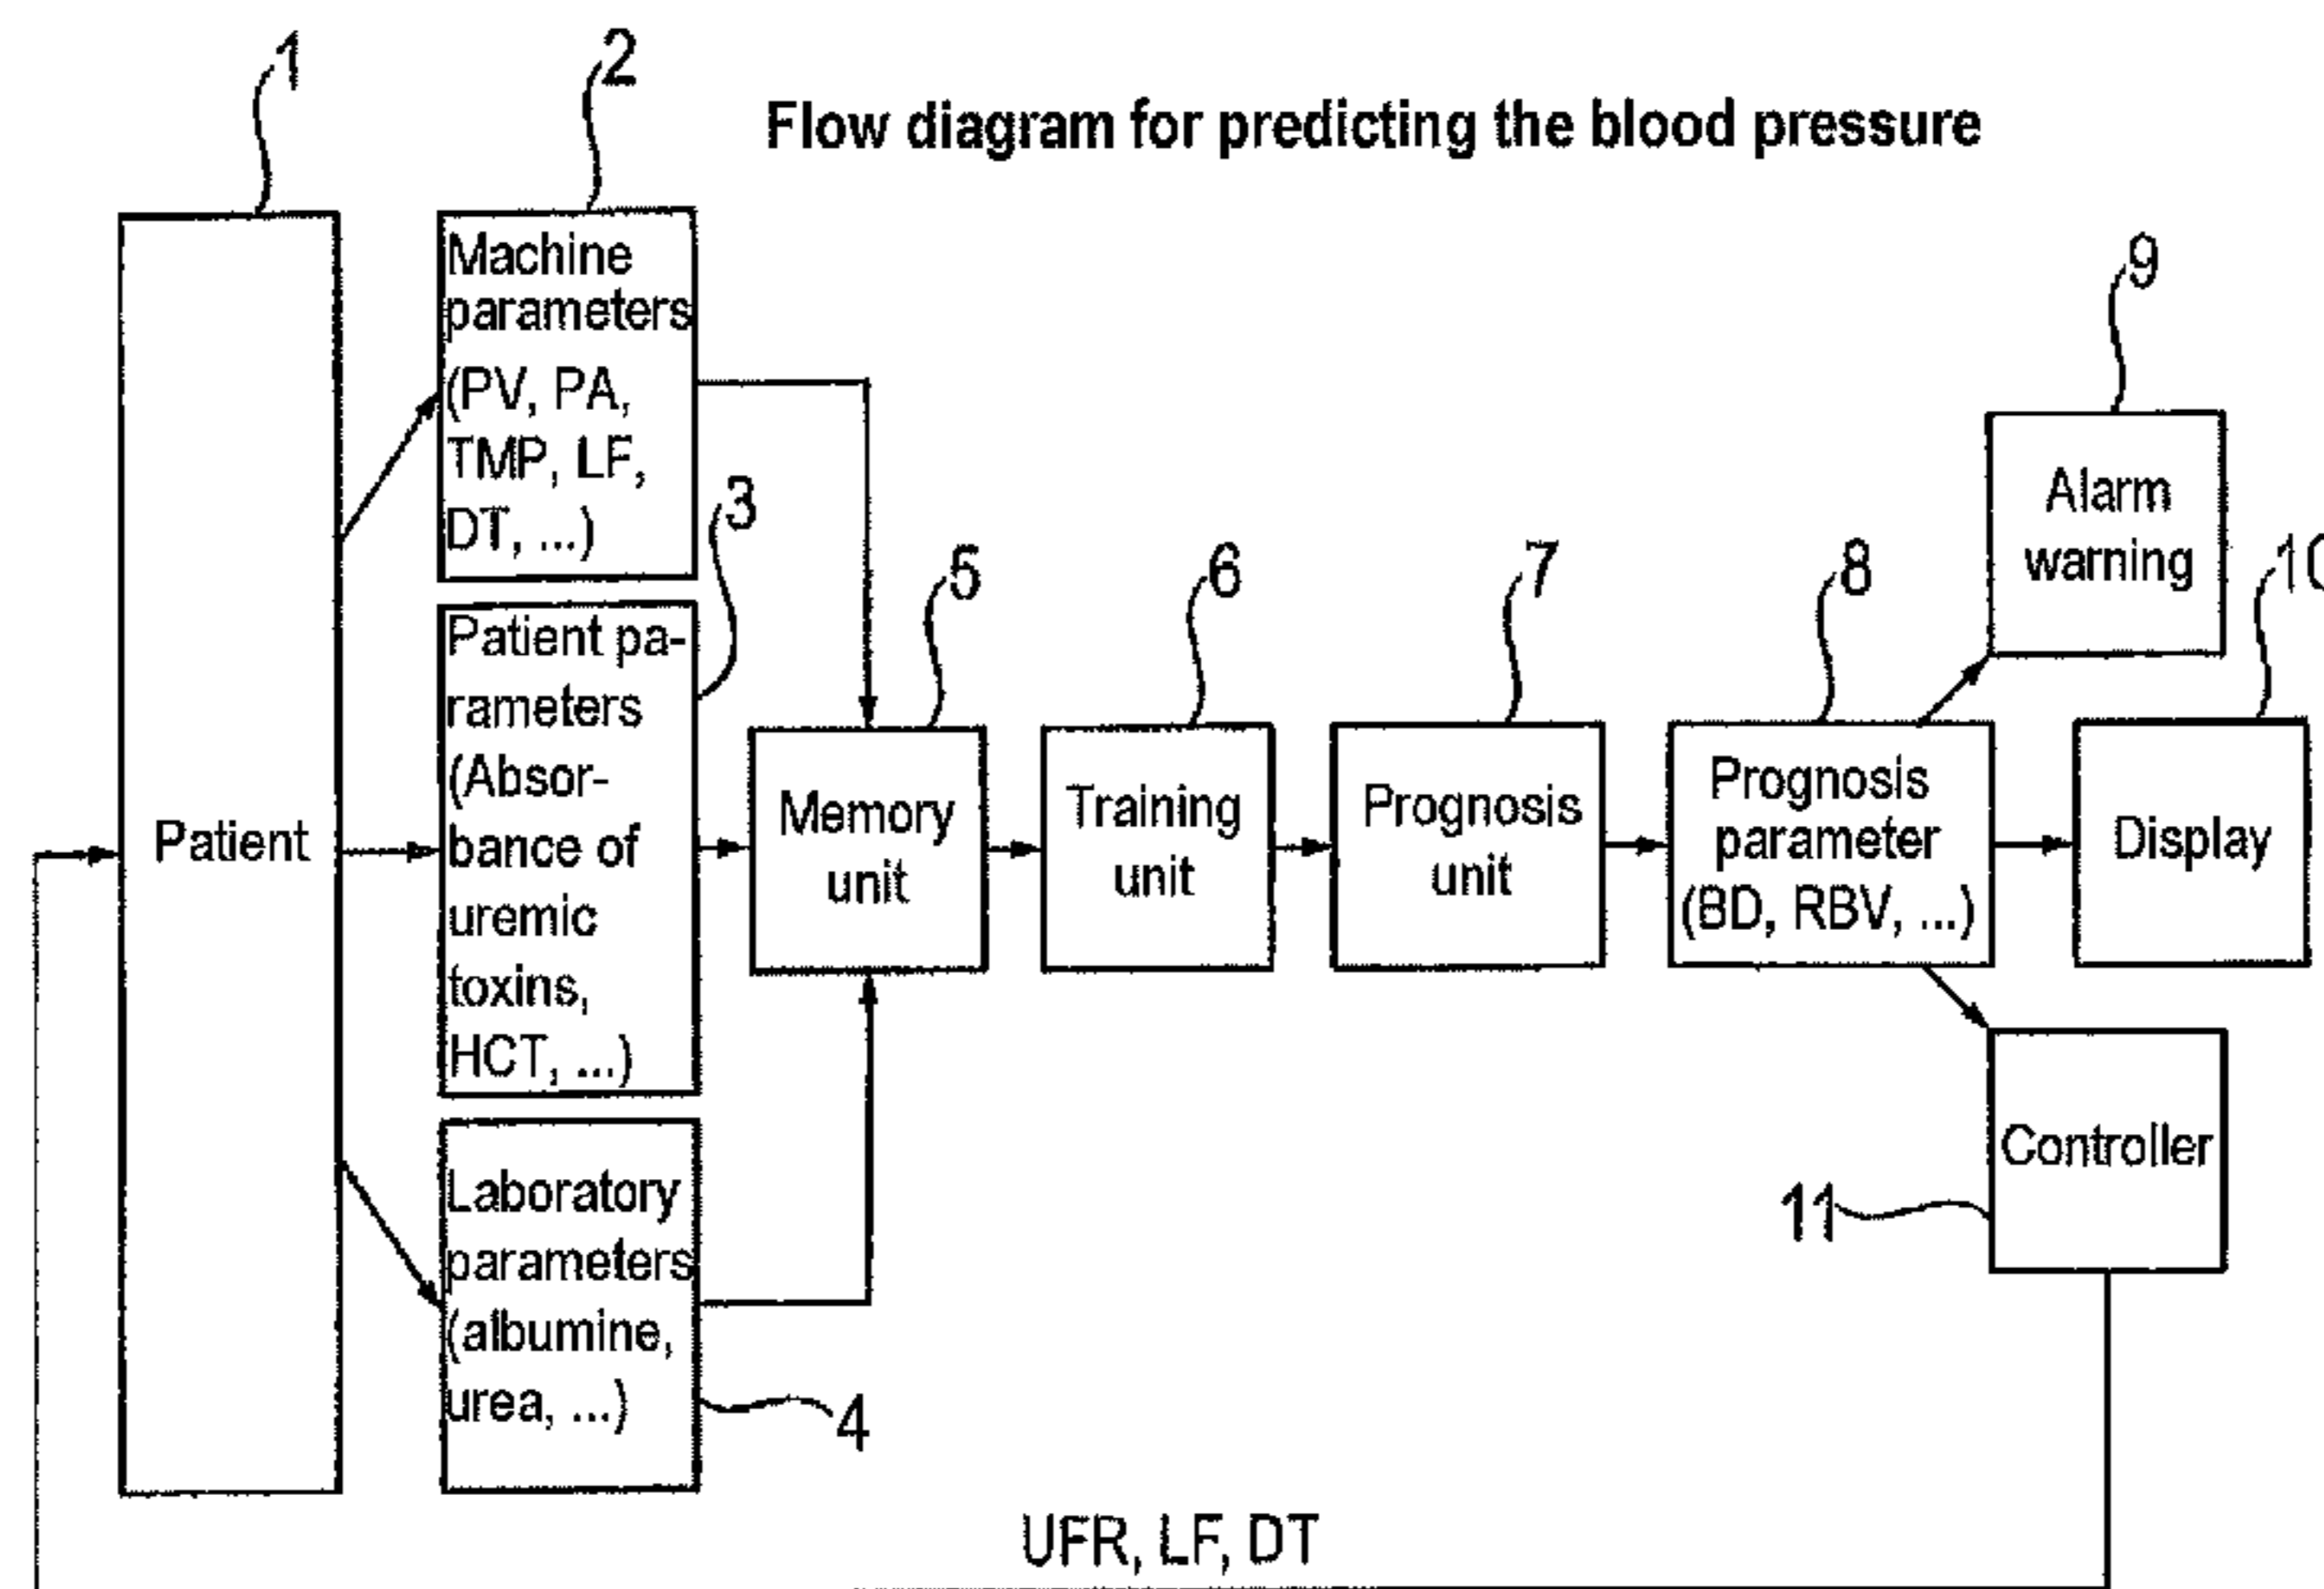 1
2
Flow diagram for predicting the blood pressure
Machine
parameters
(PV, PA,
TMP, LF,
DT, ...)
3
Patient pa-
rameters
(Absor-
bance of
uremic
toxins,
HCT, ...)
Laboratory
parameters
(albumine,
urea, ...)
4
Patient
5
Memory
unit
6
Training
unit
7
Prognosis
unit
8
Prognosis
parameter
(BD, RBV, ...)
9
Alarm
warning
10
Display
Controller
11
UFR, LF, DT